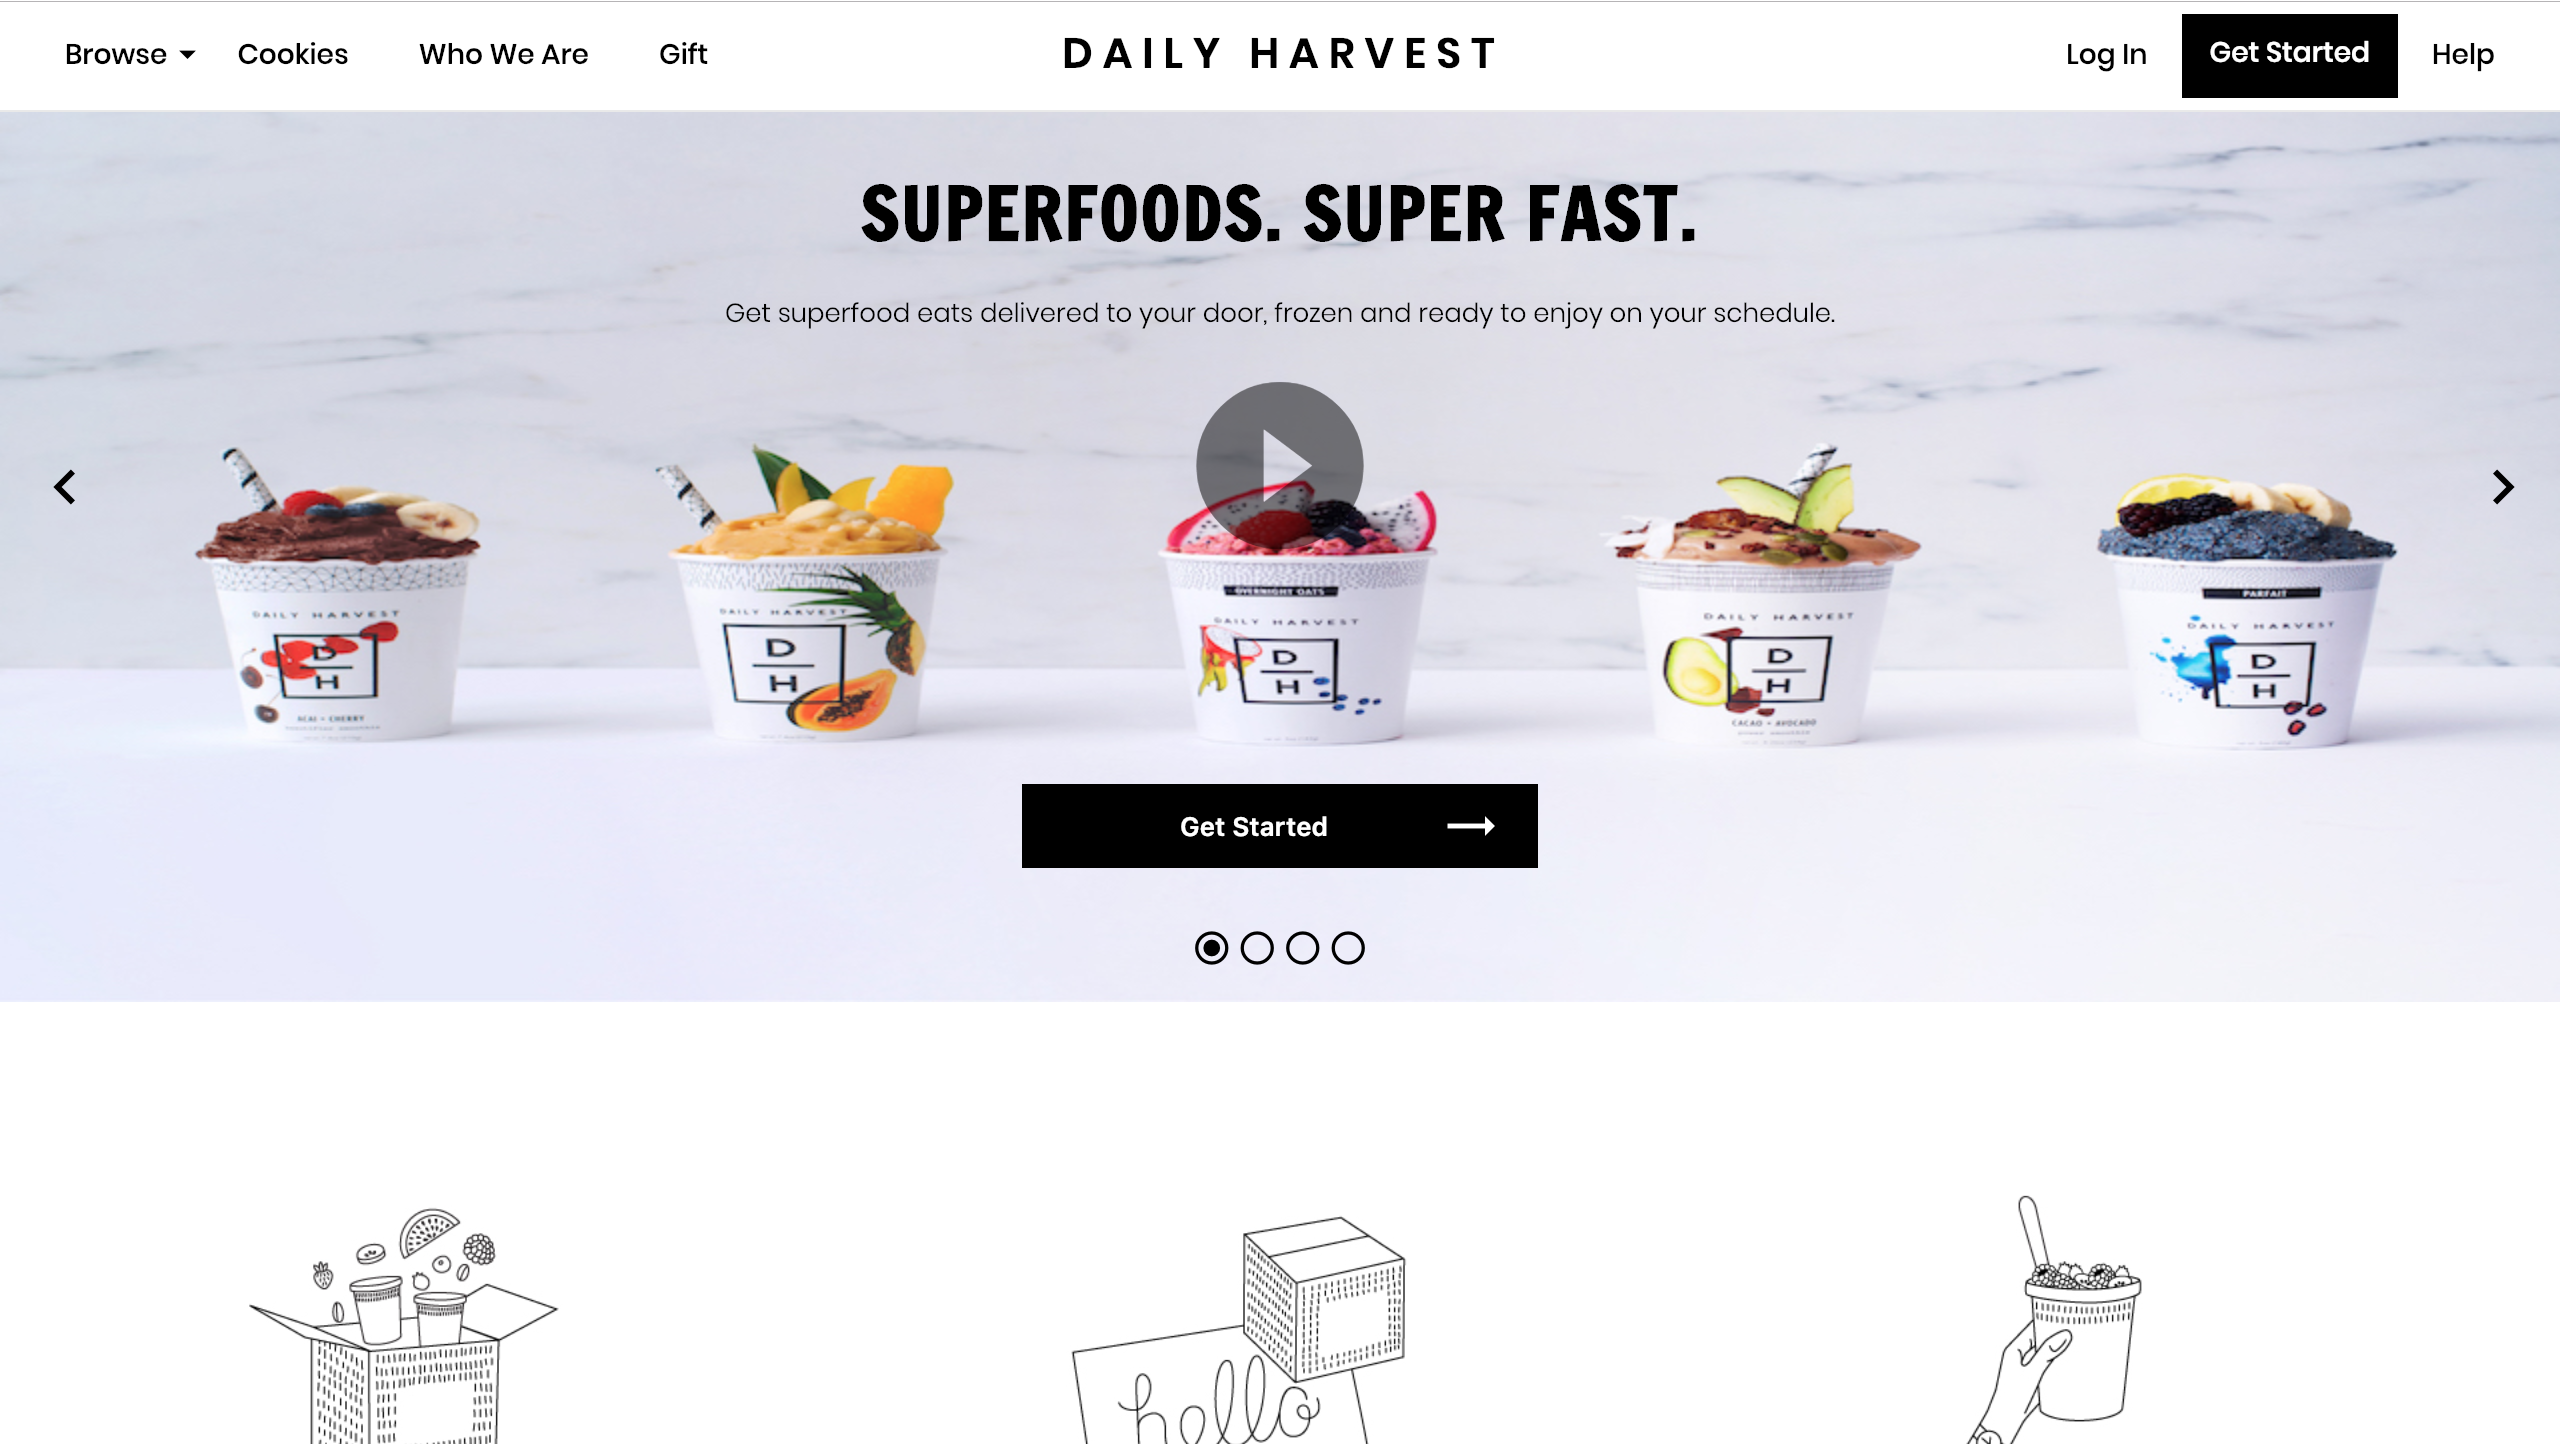 Browse Cookies Who We Are Gift DAILY HARVEST Log In Get Started Help
SUPERFOODS. SUPER FAST.
Get superfood eats delivered to your door, frozen and ready to enjoy on your schedule.
DAILY HARVEST
D
H
ACAI + CHERRY
DAILY HARVEST
D
H
OVERNIGHT OATS
DAILY HARVEST
D
H
DAILY HARVEST
D
H
CACAO + AVOCADO
PARFAIT
DAILY HARVEST
D
H
Get Started
hello